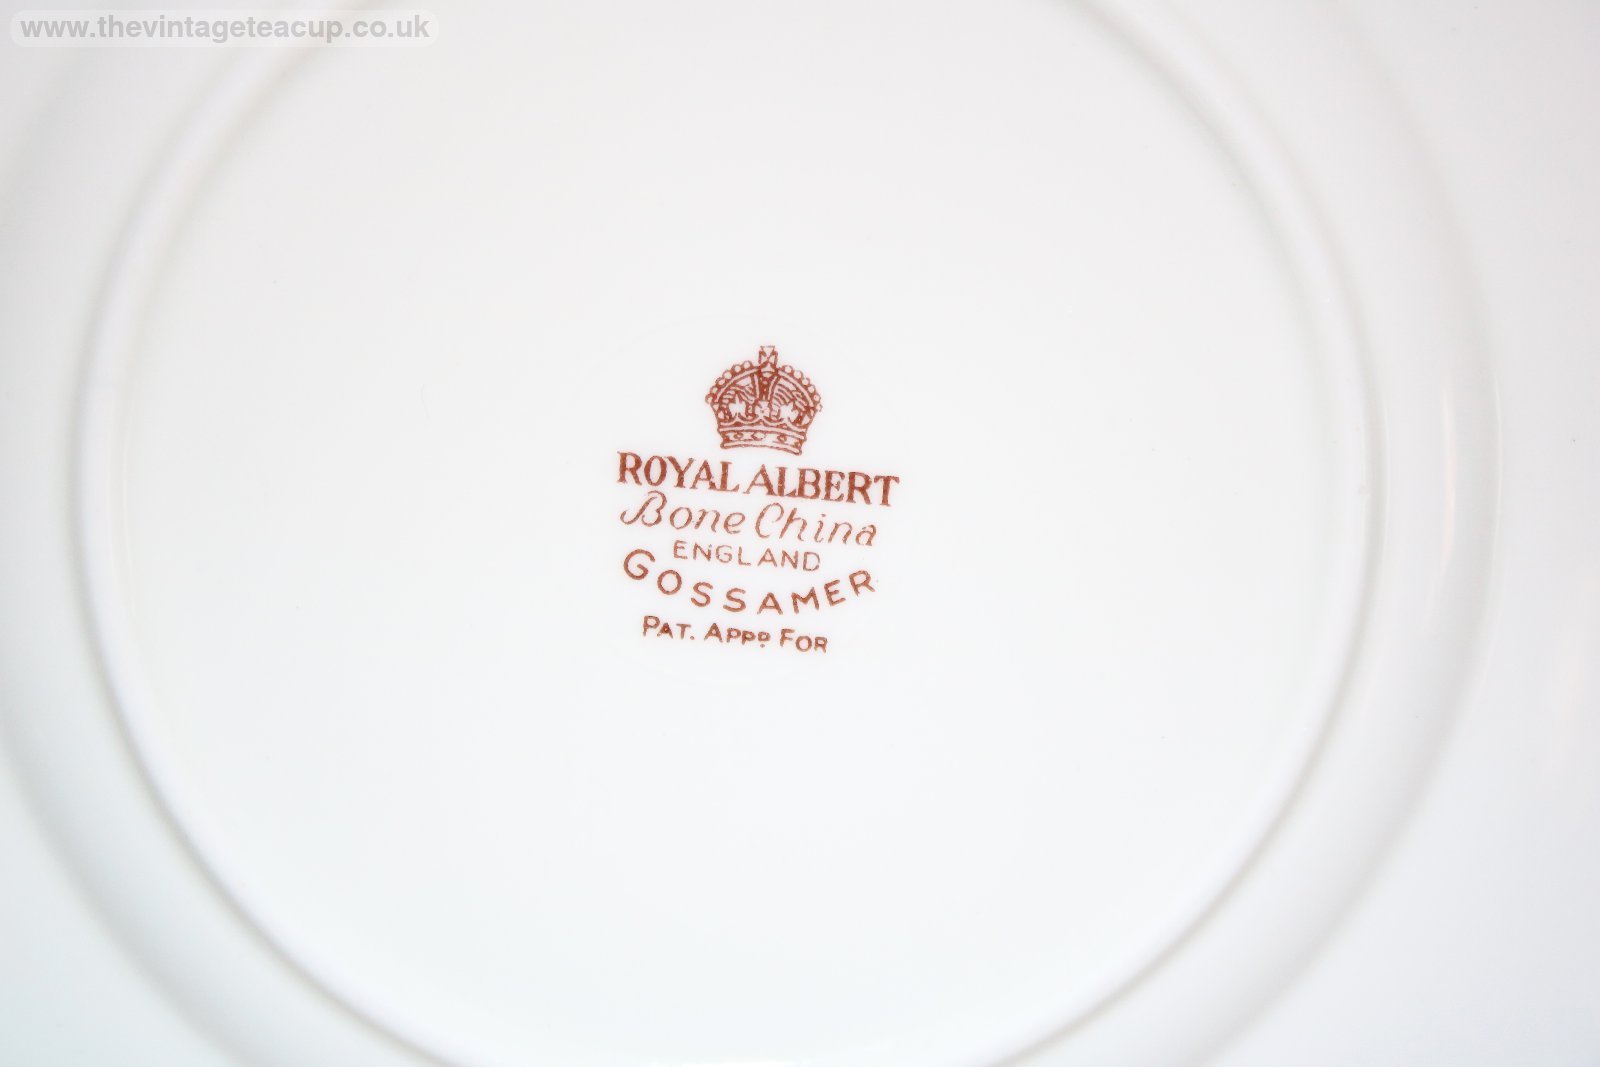 www.thevintageteacup.co.uk
ROYAL ALBERT
Bone China
ENGLAND
GOSSAMER
PAT. APPD. FOR